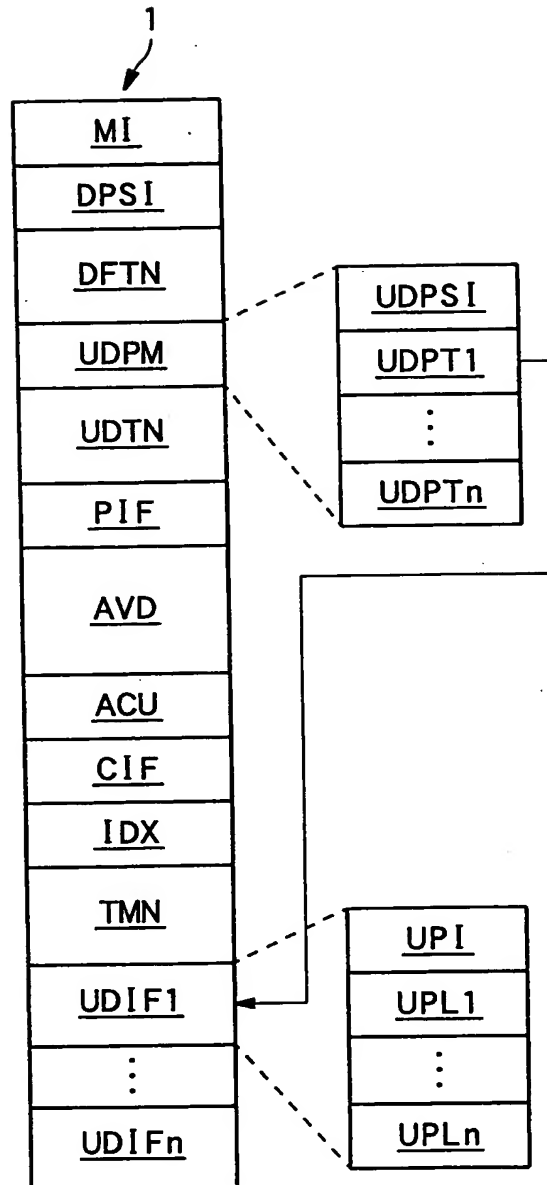 1
MI
DPSI
DFTN
UDPM
UDTN
PIF
AVD
ACU
CIF
IDX
TMN
UDIF1
⋮
UDIFn
UDPSI
UDPT1
⋮
UDPTn
UPI
UPL1
⋮
UPLn